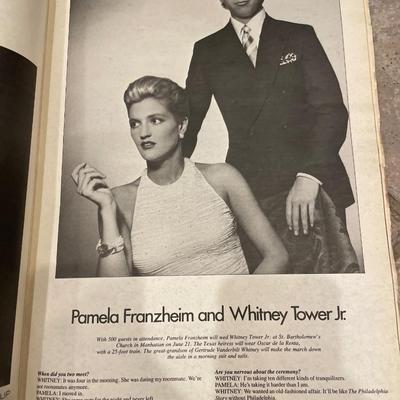 Pamela Franzheim and Whitney Tower Jr.
With 500 guests in attendance, Pamela Franzheim will wed Whitney Tower Jr. at St. Bartholomew's
Church in Manhattan on June 21. The Texas heiress will wear Oscar de la Renta,
with a 25-foot train. The great-grandson of Gertrude Vanderbilt Whitney will make the march down
the aisle in a morning suit and tails.
When did you two meet?
WHITNEY: It was four in the morning. She was dating my roommate. We're
not roommates anymore.
PAMELA: I moved in.
Are you nervous about the ceremony?
WHITNEY: I'm taking ten different kinds of tranquilizers.
PAMELA: He's taking it harder than I am.
WHITNEY: We wanted an old-fashioned affair. It'll be like The Philadelphia
Story without Philadelphia.